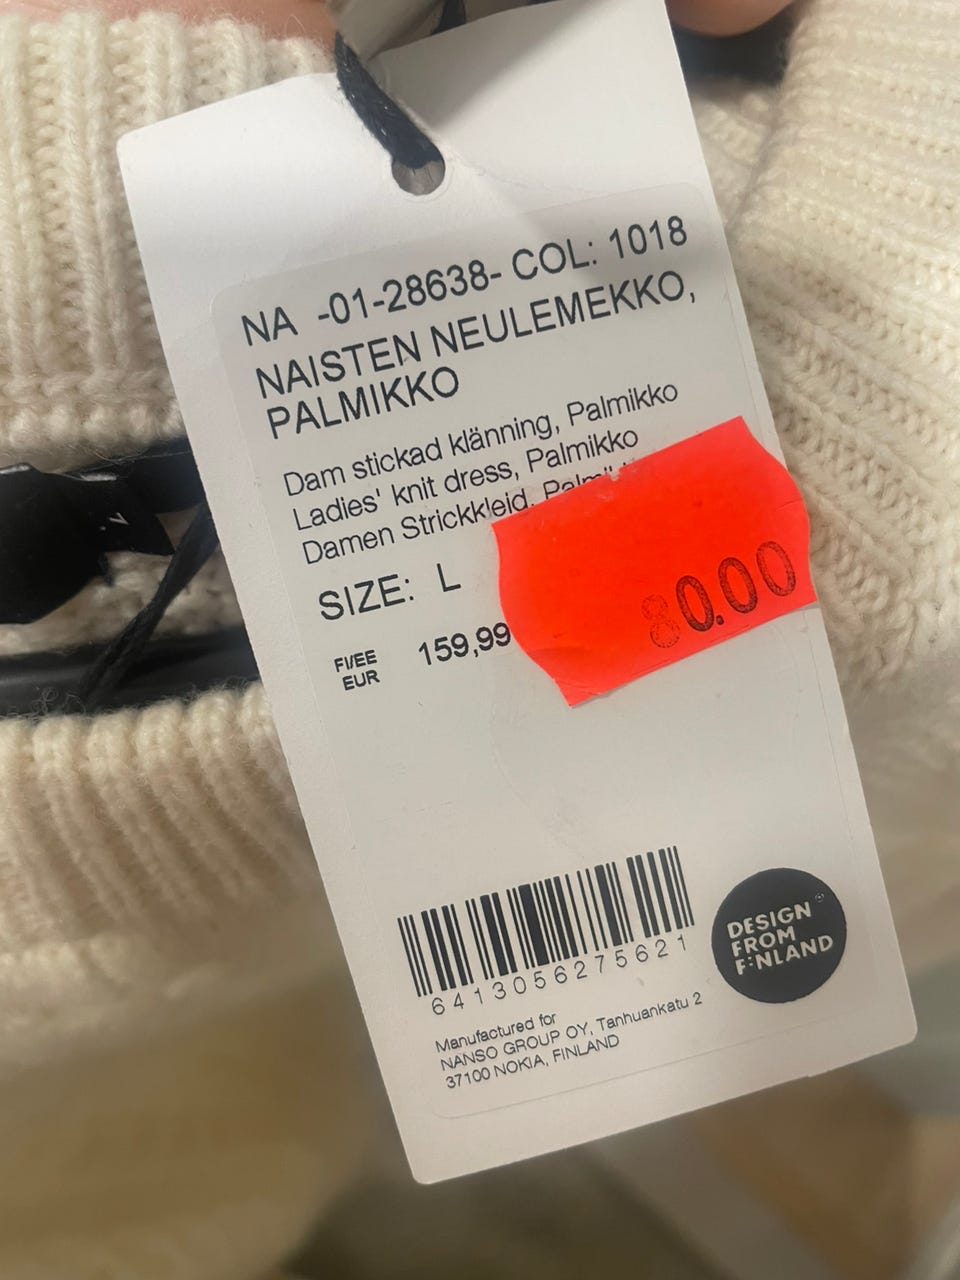 NA -01-28638- COL: 1018
NAISTEN NEULEMEKKO,
PALMIKKO
Dam stickad klänning, Palmikko
Ladies' knit dress, Palmikko
Damen Strickkleid,
SIZE: L
FI/EE
EUR
159,99
80.00
6413056275621
DESIGN
FROM
FINLAND
Manufactured for
NANSO GROUP OY, Tanhuankatu 2
37100 NOKIA, FINLAND